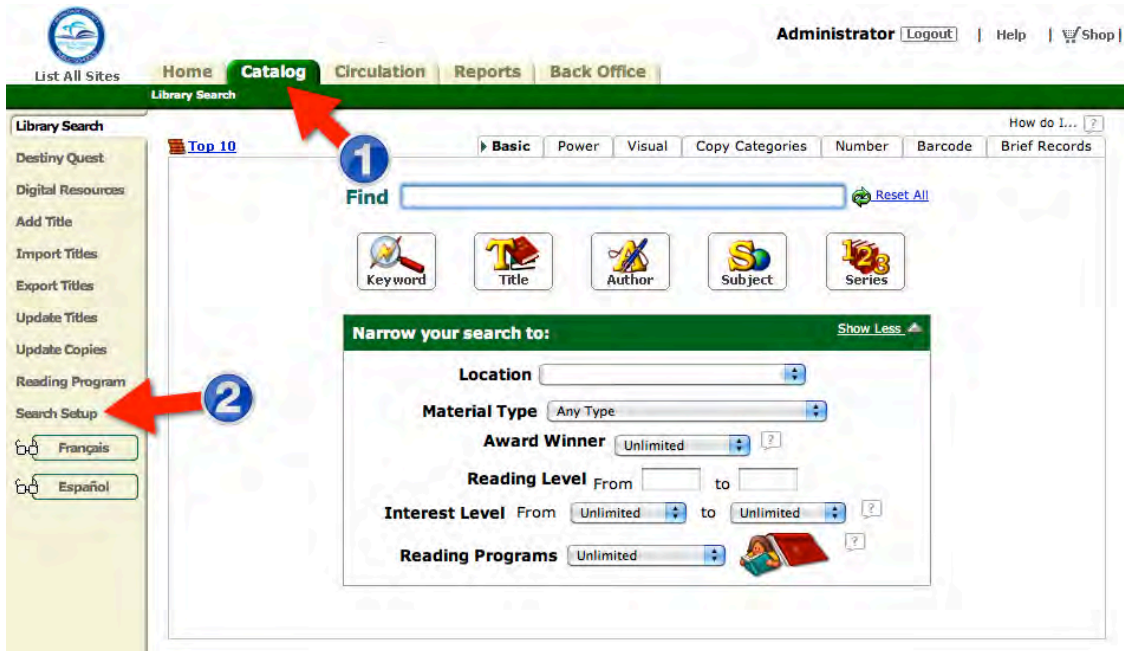 Administrator Logout | Help | Shop |
List All Sites
Home Catalog Circulation Reports Back Office
Library Search
Library Search
How do I... ?
Top 10
Basic Power Visual Copy Categories Number Barcode Brief Records
1
Destiny Quest
Digital Resources
Find Reset All
Add Title
Import Titles
Keyword Title Author Subject Series
Export Titles
Update Titles
Narrow your search to: Show Less
Update Copies
Location
Reading Program
2
Material Type Any Type
Search Setup
Award Winner Unlimited ?
Français
Reading Level From to
Español
Interest Level From Unlimited to Unlimited ?
Reading Programs Unlimited ?